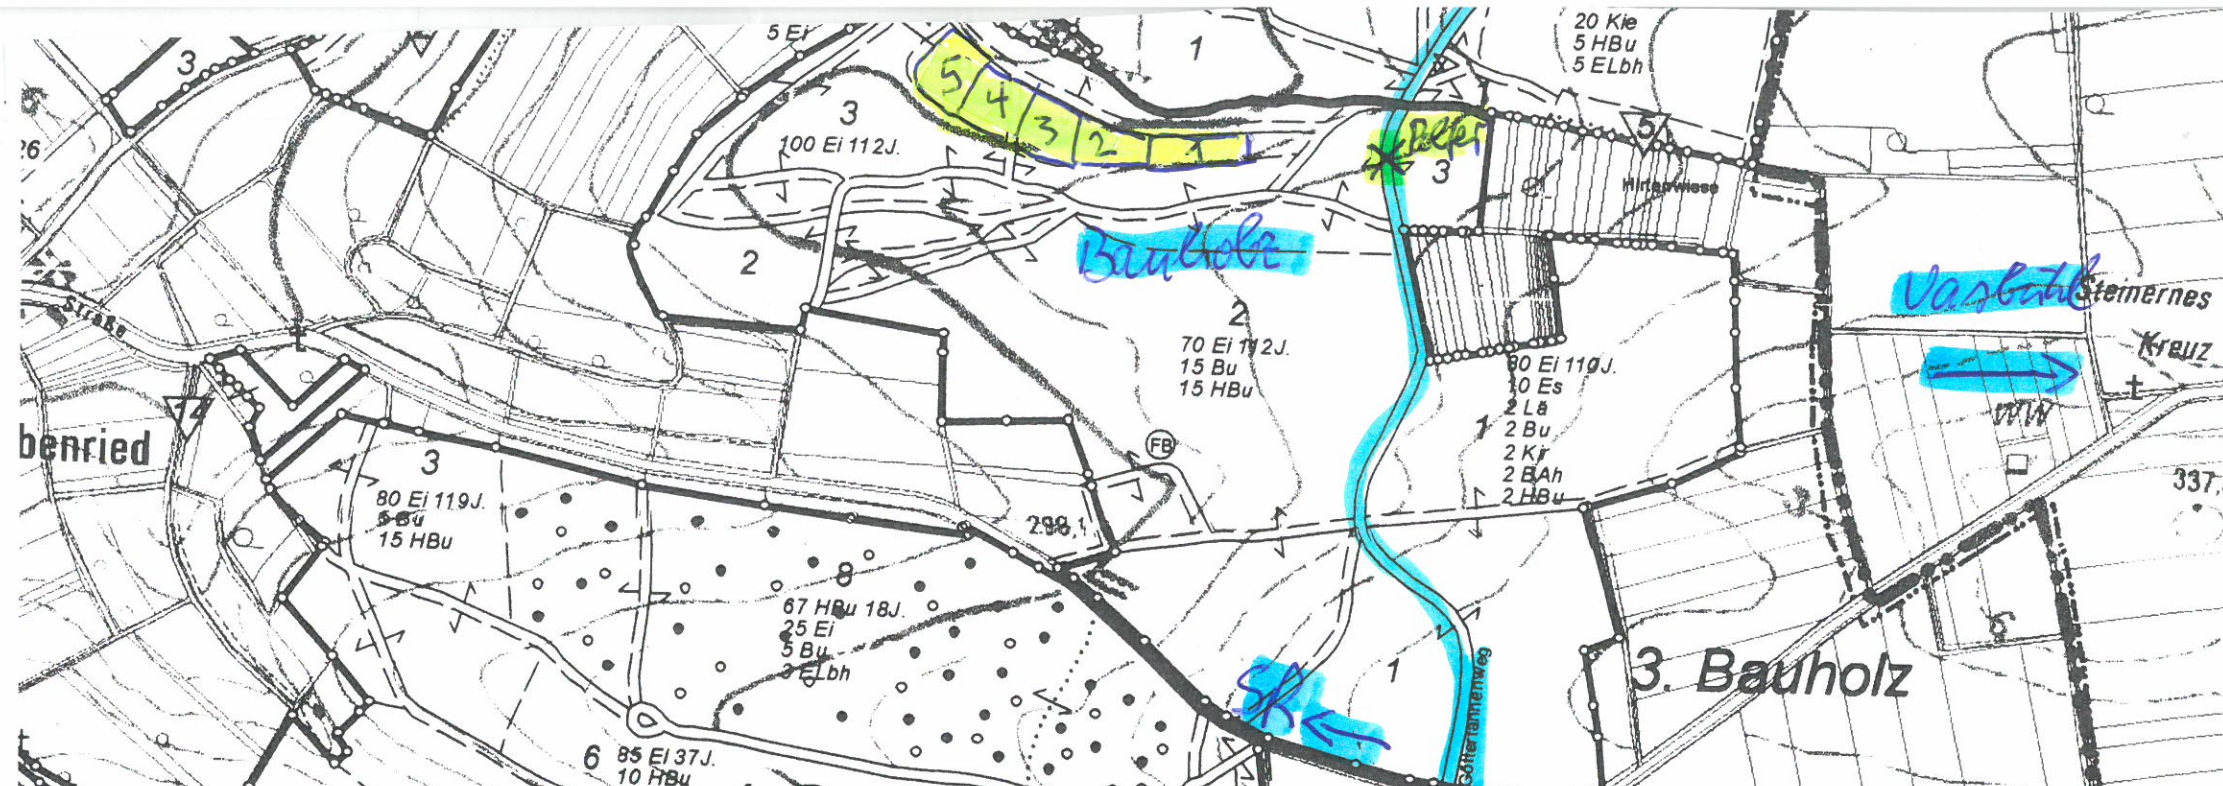 5 Ei
20 Kie
5 HBu
5 ELbh
3
1
5
4
3
2
1
3
100 Ei 112J.
Polter
3
5
Hirtenwiese
26
2
Bauholz
Vasbühl
Steinernes
Kreuz
Straße
2
70 Ei 112J.
15 Bu
15 HBu
80 Ei 110J.
10 Es
2 Lä
2 Bu
2 Kir
2 BAh
2 HBu
1
WW
14
benried
FB
337,
3
80 Ei 119J.
5 Bu
15 HBu
298,1
8
67 HBu 18J.
25 Ei
5 Bu
3 ELbh
3. Bauholz
1
SR
Göttertannenweg
6
85 Ei 37J.
10 HBu